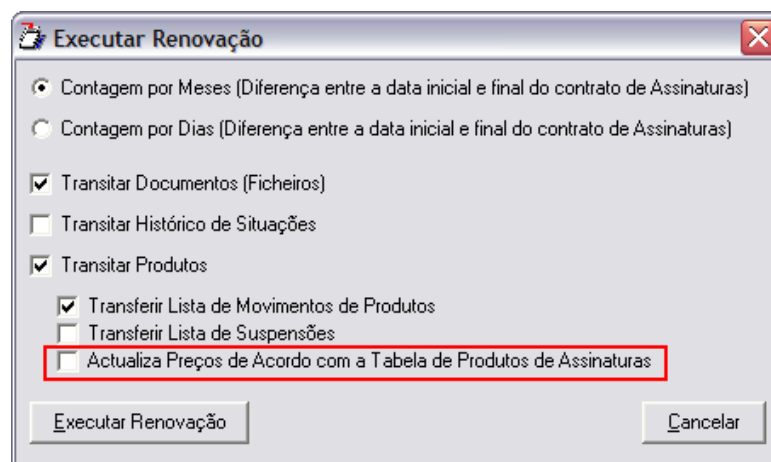 Executar Renovação
Contagem por Meses (Diferença entre a data inicial e final do contrato de Assinaturas)
Contagem por Dias (Diferença entre a data inicial e final do contrato de Assinaturas)
Transitar Documentos (Ficheiros)
Transitar Histórico de Situações
Transitar Produtos
Transferir Lista de Movimentos de Produtos
Transferir Lista de Suspensões
Actualiza Preços de Acordo com a Tabela de Produtos de Assinaturas
Executar Renovação Cancelar